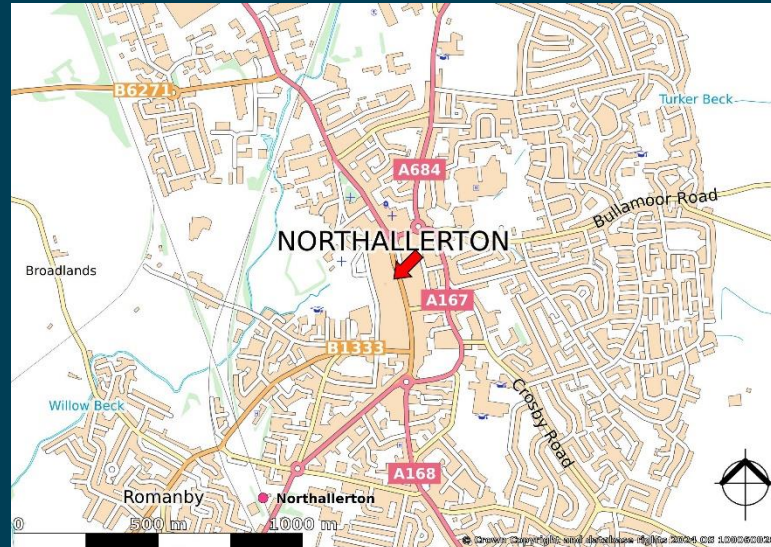 B6271
Turker Beck
A684
Bullamoor Road
NORTHALLERTON
Broadlands
A167
B1333
Willow Beck
Crosby Road
A168
Romanby
Northallerton
0 500 m 1000 m
© Crown Copyright and database rights 2024 OS